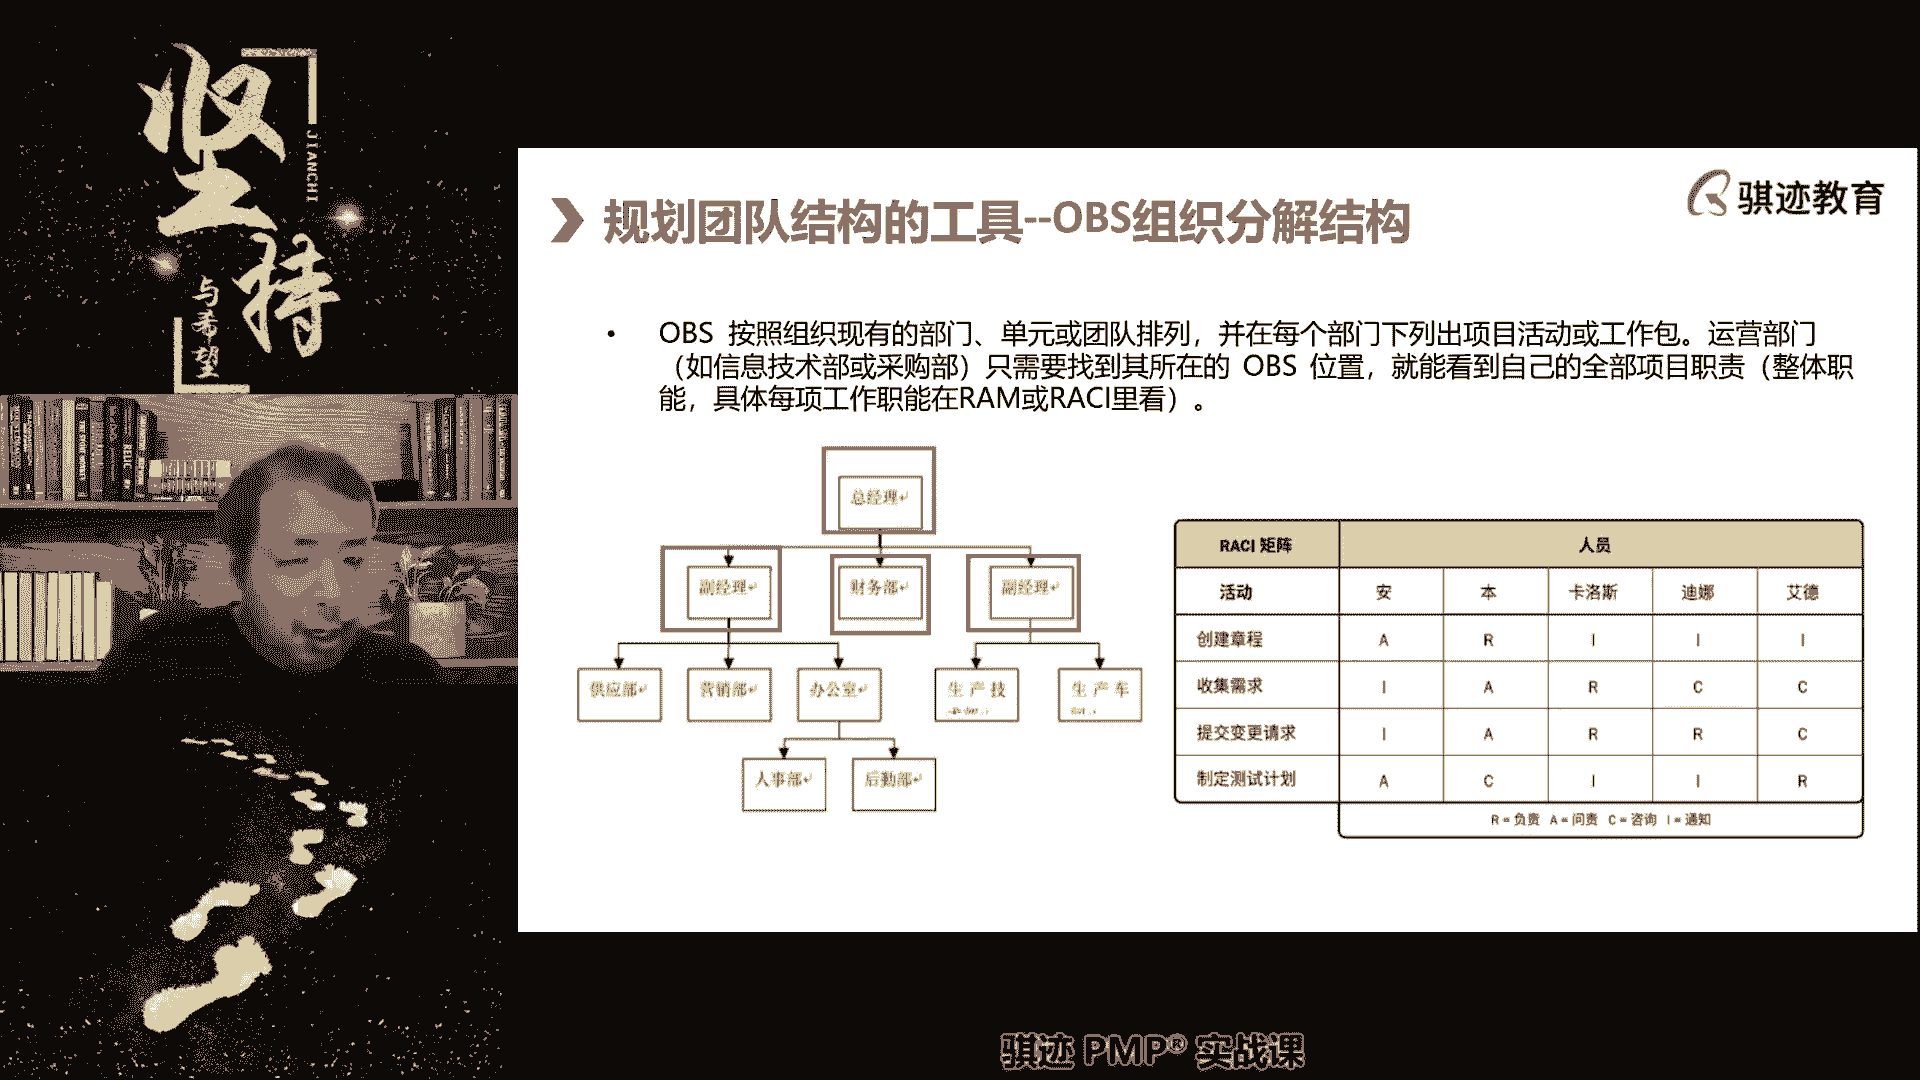 坚持
JIANCHI
与希望
骐迹教育
规划团队结构的工具--OBS组织分解结构
• OBS 按照组织现有的部门、单元或团队排列，并在每个部门下列出项目活动或工作包。运营部门
（如信息技术部或采购部）只需要找到其所在的 OBS 位置，就能看到自己的全部项目职责（整体职
能，具体每项工作职能在RAM或RACI里看）。
总经理
副经理 财务部 副经理
供应部 营销部 办公室 生 产 技 生 产 车
人事部 后勤部
RACI 矩阵 人员
活动 安 本 卡洛斯 迪娜 艾德
创建章程 A R I I I
收集需求 I A R C C
提交变更请求 I A R R C
制定测试计划 A C I I R
R = 负责 A = 问责 C = 咨询 I = 通知
骐迹 PMP® 实战课